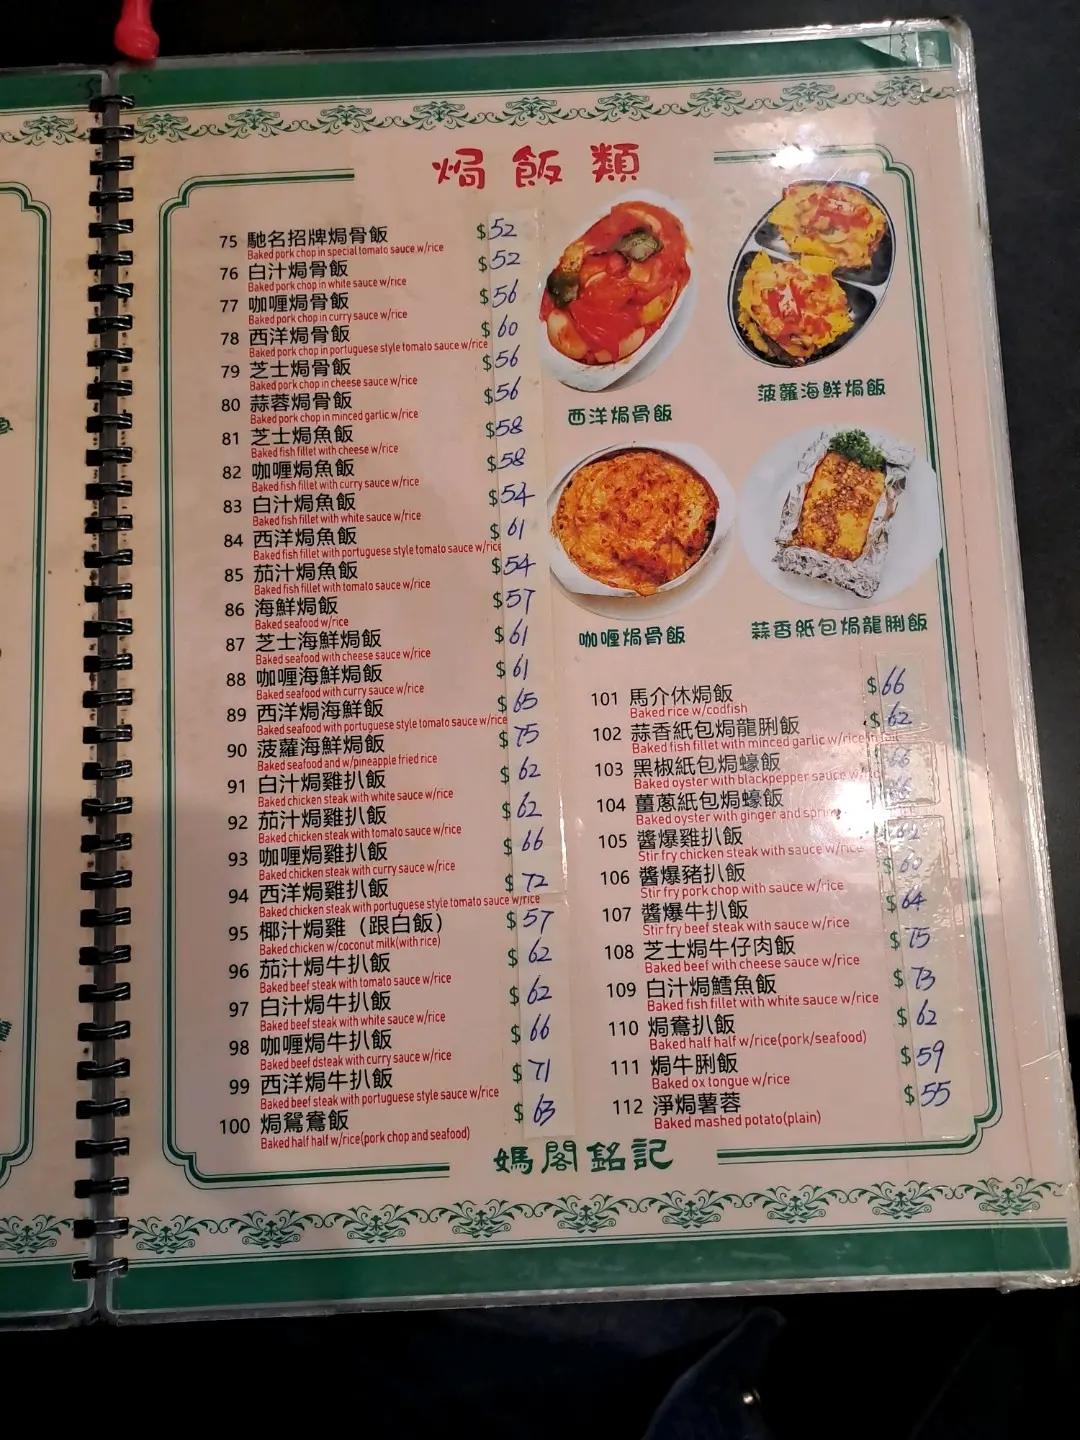 焗飯類
75 馳名招牌焗骨飯 $52
Baked pork chop in special tomato sauce w/rice
76 白汁焗骨飯 $52
Baked pork chop in white sauce w/rice
77 咖喱焗骨飯 $56
Baked pork chop in curry sauce w/rice
78 西洋焗骨飯 $60
Baked pork chop in portuguese style tomato sauce w/rice
79 芝士焗骨飯 $56
Baked pork chop in cheese sauce w/rice
80 蒜蓉焗骨飯 $56
Baked pork chop in minced garlic w/rice
81 芝士焗魚飯 $58
Baked fish fillet with cheese w/rice
82 咖喱焗魚飯 $58
Baked fish fillet with curry sauce w/rice
83 白汁焗魚飯 $54
Baked fish fillet with white sauce w/rice
84 西洋焗魚飯 $61
Baked fish fillet with portuguese style tomato sauce w/rice
85 茄汁焗魚飯 $54
Baked fish fillet with tomato sauce w/rice
86 海鮮焗飯 $57
Baked seafood w/rice
87 芝士海鮮焗飯 $61
Baked seafood with cheese sauce w/rice
88 咖喱海鮮焗飯 $61
Baked seafood with curry sauce w/rice
89 西洋焗海鮮飯 $65
Baked seafood with portuguese style tomato sauce w/rice
90 菠蘿海鮮焗飯 $75
Baked seafood and w/pineapple fried rice
91 白汁焗雞扒飯 $62
Baked chicken steak with white sauce w/rice
92 茄汁焗雞扒飯 $62
Baked chicken steak with tomato sauce w/rice
93 咖喱焗雞扒飯 $66
Baked chicken steak with curry sauce w/rice
94 西洋焗雞扒飯 $72
Baked chicken steak with portuguese style tomato sauce w/rice
95 椰汁焗雞（跟白飯） $57
Baked chicken w/coconut milk(with rice)
96 茄汁焗牛扒飯 $62
Baked beef steak with tomato sauce w/rice
97 白汁焗牛扒飯 $62
Baked beef steak with white sauce w/rice
98 咖喱焗牛扒飯 $66
Baked beef dsteak with curry sauce w/rice
99 西洋焗牛扒飯 $71
Baked beef steak with portuguese style sauce w/rice
100 焗鴛鴦飯 $63
Baked half half w/rice(pork chop and seafood)
西洋焗骨飯
菠蘿海鮮焗飯
咖喱焗骨飯
蒜香紙包焗龍脷飯
101 馬介休焗飯 $66
Baked rice w/codfish
102 蒜香紙包焗龍脷飯 $62
Baked fish fillet with minced garlic w/rice in foil
103 黑椒紙包焗蠔飯 66
Baked oyster with blackpepper sauce
104 薑蔥紙包焗蠔飯 66
Baked oyster with ginger and
105 醬爆雞扒飯 62
Stir fry chicken steak with sauce w/rice
106 醬爆豬扒飯 $60
Stir fry pork chop with sauce w/rice
107 醬爆牛扒飯 $64
Stir fry beef steak with sauce w/rice
108 芝士焗牛仔肉飯 $75
Baked beef with cheese sauce w/rice
109 白汁焗鱈魚飯 $73
Baked fish fillet with white sauce w/rice
110 焗鴦扒飯 $62
Baked half half w/rice(pork/seafood)
111 焗牛脷飯 $59
Baked ox tongue w/rice
112 淨焗薯蓉 $55
Baked mashed potato(plain)
媽閣銘記